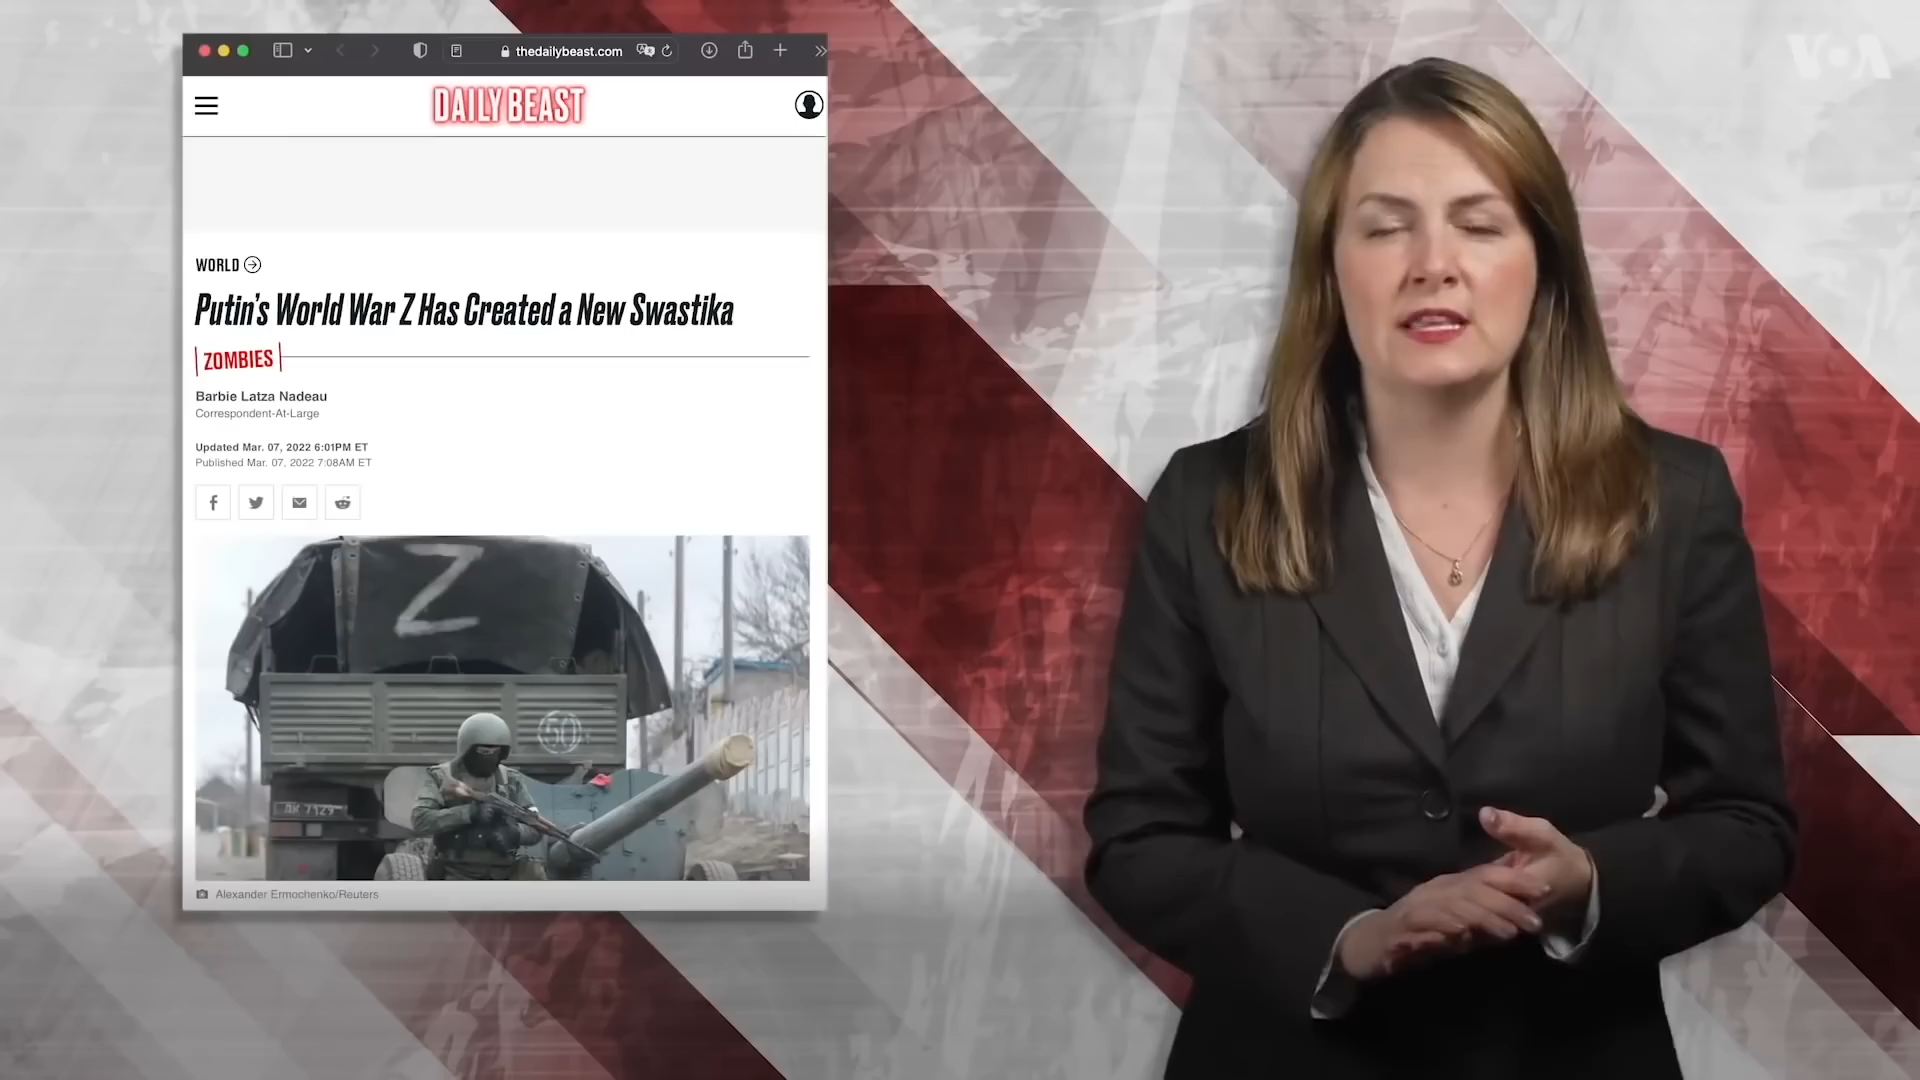 VOA
thedailybeast.com
DAILY BEAST
WORLD
Putin's World War Z Has Created a New Swastika
ZOMBIES
Barbie Latza Nadeau
Correspondent-At-Large
Updated Mar. 07, 2022 6:01PM ET
Published Mar. 07, 2022 7:08AM ET
Z
50
Alexander Ermochenko/Reuters